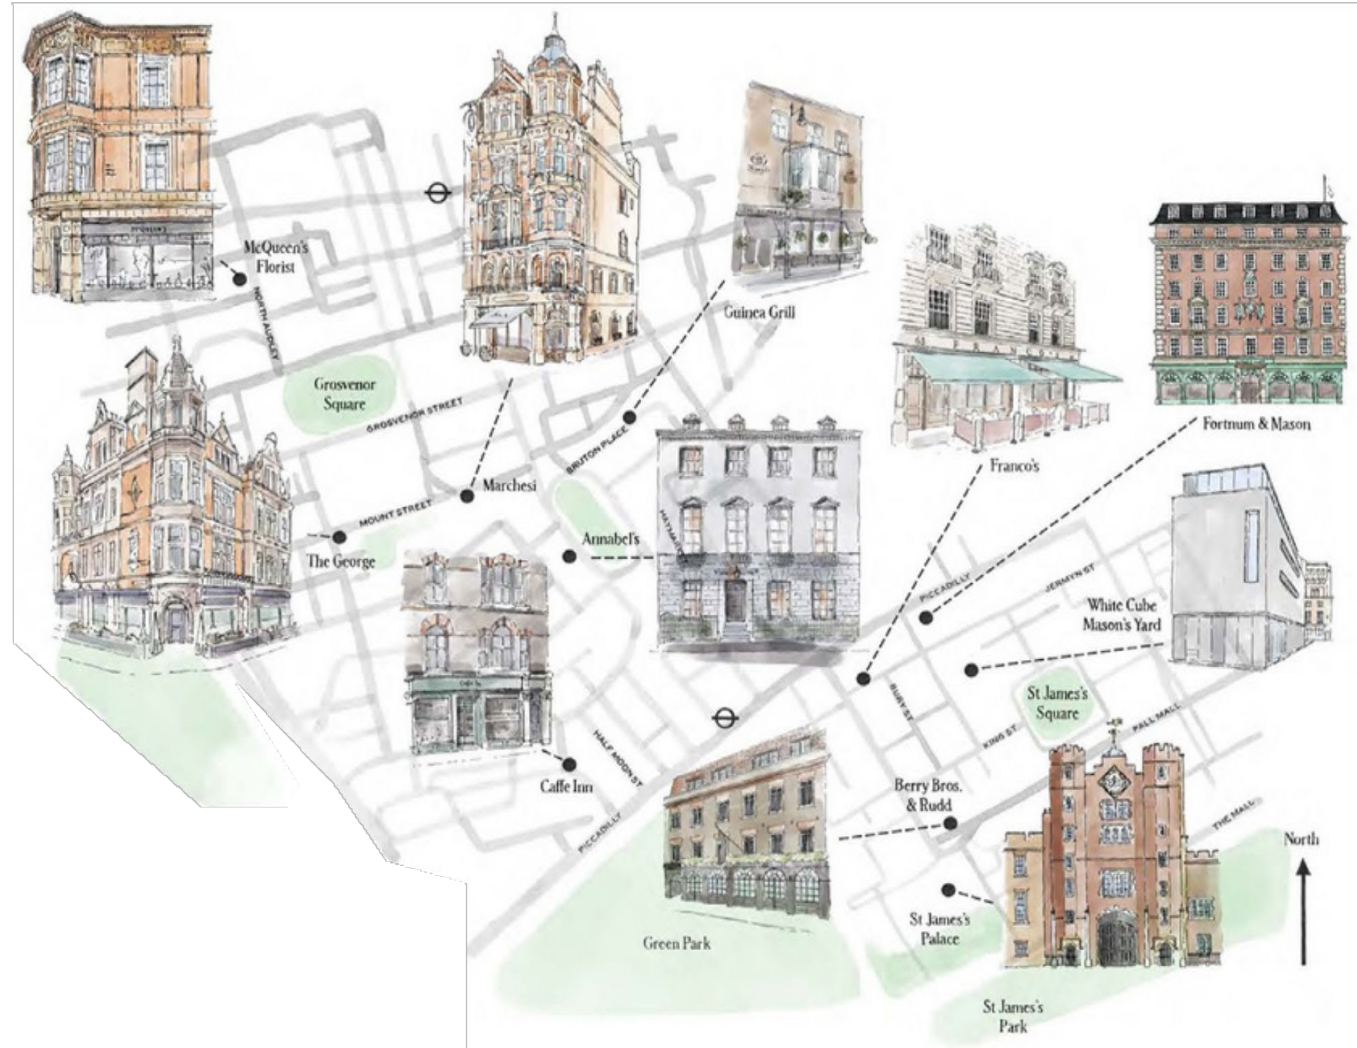 McQueen's
Florist
NORTH AUDLEY
Guinea Grill
Grosvenor
Square
GROSVENOR STREET
BRUTON PLACE
Fortnum & Mason
Franco's
Marchesi
MOUNT STREET
The George
Annabel's
PICCADILLY
JERMYN ST
White Cube
Mason's Yard
St James's
Square
BURY ST
KING ST
PALL MALL
HALF MOON ST
Caffe Inn
PICCADILLY
Berry Bros.
& Rudd
THE MALL
North
St James's
Palace
Green Park
St James's
Park